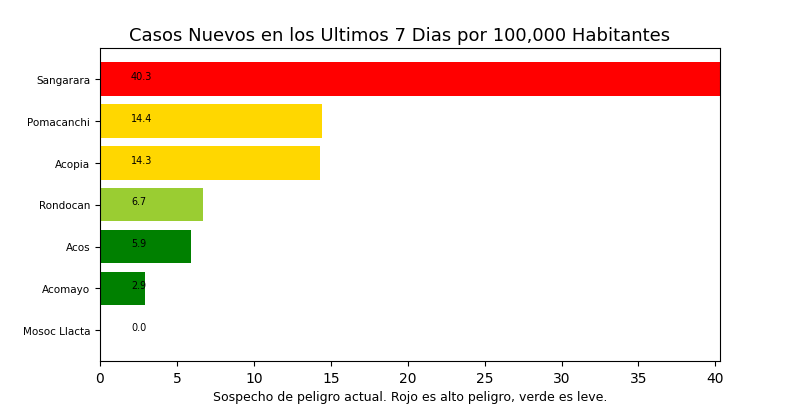 Casos Nuevos en los Ultimos 7 Dias por 100,000 Habitantes
Sangarara 40.3
Pomacanchi 14.4
Acopia 14.3
Rondocan 6.7
Acos 5.9
Acomayo 2.9
Mosoc Llacta 0.0
0 5 10 15 20 25 30 35 40
Sospecho de peligro actual. Rojo es alto peligro, verde es leve.